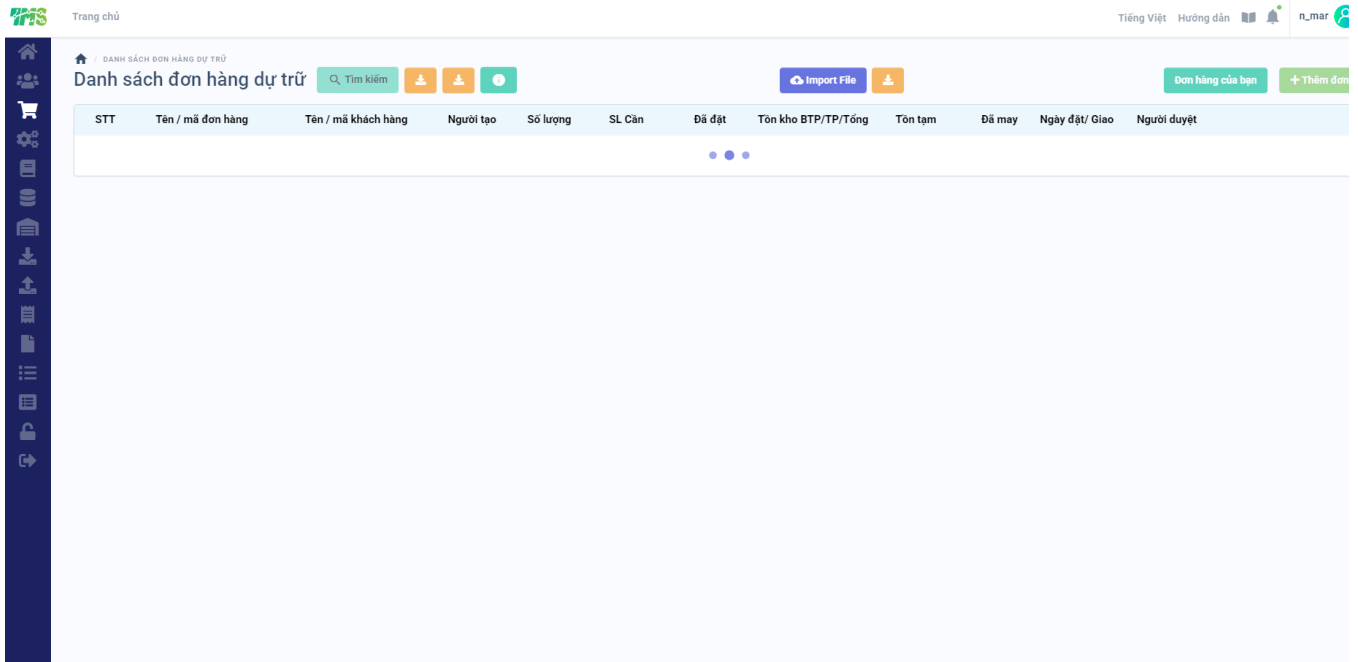 TMS
Trang chủ
Tiếng Việt Hướng dẫn n_mar
/ DANH SÁCH ĐƠN HÀNG DỰ TRỮ
Danh sách đơn hàng dự trữ Tìm kiếm Import File Đơn hàng của bạn Thêm đơn
STT Tên / mã đơn hàng Tên / mã khách hàng Người tạo Số lượng SL Cần Đã đặt Tồn kho BTP/TP/Tổng Tồn tạm Đã may Ngày đặt/ Giao Người duyệt